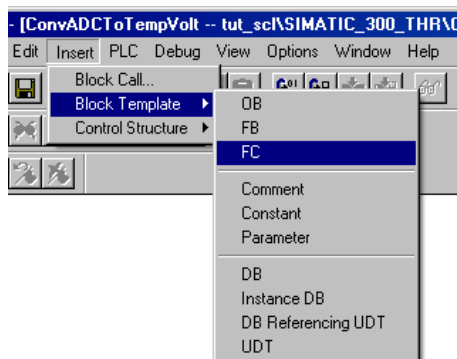 - [ConvADCToTempVolt -- tut_scl\SIMATIC_300_THR\
Edit Insert PLC Debug View Options Window Help
Block Call...
Block Template
Control Structure
OB
FB
FC
Comment
Constant
Parameter
DB
Instance DB
DB Referencing UDT
UDT